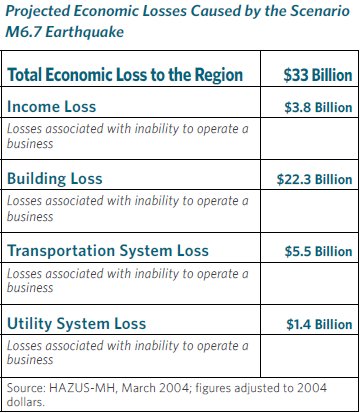 Projected Economic Losses Caused by the Scenario
M6.7 Earthquake
Total Economic Loss to the Region $33 Billion
Income Loss $3.8 Billion
Losses associated with inability to operate a
business
Building Loss $22.3 Billion
Losses associated with inability to operate a
business
Transportation System Loss $5.5 Billion
Losses associated with inability to operate a
business
Utility System Loss $1.4 Billion
Losses associated with inability to operate a
business
Source: HAZUS-MH, March 2004; figures adjusted to 2004
dollars.